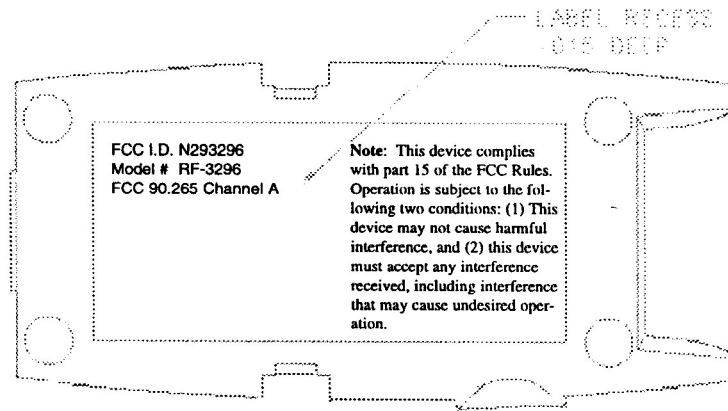 LABEL RECESS
.015 DEEP
FCC I.D. N293296
Model # RF-3296
FCC 90.265 Channel A
Note: This device complies
with part 15 of the FCC Rules.
Operation is subject to the fol-
lowing two conditions: (1) This
device may not cause harmful
interference, and (2) this device
must accept any interference
received, including interference
that may cause undesired oper-
ation.